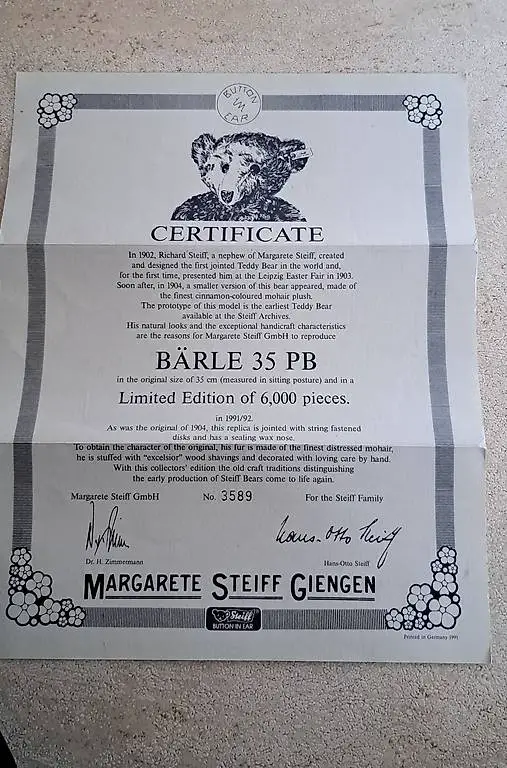 BUTTON
in
EAR
CERTIFICATE
In 1902, Richard Steiff, a nephew of Margarete Steiff, created
and designed the first jointed Teddy Bear in the world and,
for the first time, presented him at the Leipzig Easter Fair in 1903.
Soon after, in 1904, a smaller version of this bear appeared, made of
the finest cinnamon-coloured mohair plush.
The prototype of this model is the earliest Teddy Bear
available at the Steiff Archives.
His natural looks and the exceptional handicraft characteristics
are the reasons for Margarete Steiff GmbH to reproduce
BÄRLE 35 PB
in the original size of 35 cm (measured in sitting posture) and in a
Limited Edition of 6,000 pieces.
in 1991/92.
As was the original of 1904, this replica is jointed with string fastened
disks and has a sealing wax nose.
To obtain the character of the original, his fur is made of the finest distressed mohair,
he is stuffed with "excelsior" wood shavings and decorated with loving care by hand.
With this collectors' edition the old craft traditions distinguishing
the early production of Steiff Bears come to life again.
Margarete Steiff GmbH No. 3589 For the Steiff Family
Hans-Otto Steiff
Dr. H. Zimmermann Hans-Otto Steiff
MARGARETE STEIFF GIENGEN
Steiff
BUTTON IN EAR
Printed in Germany 1991